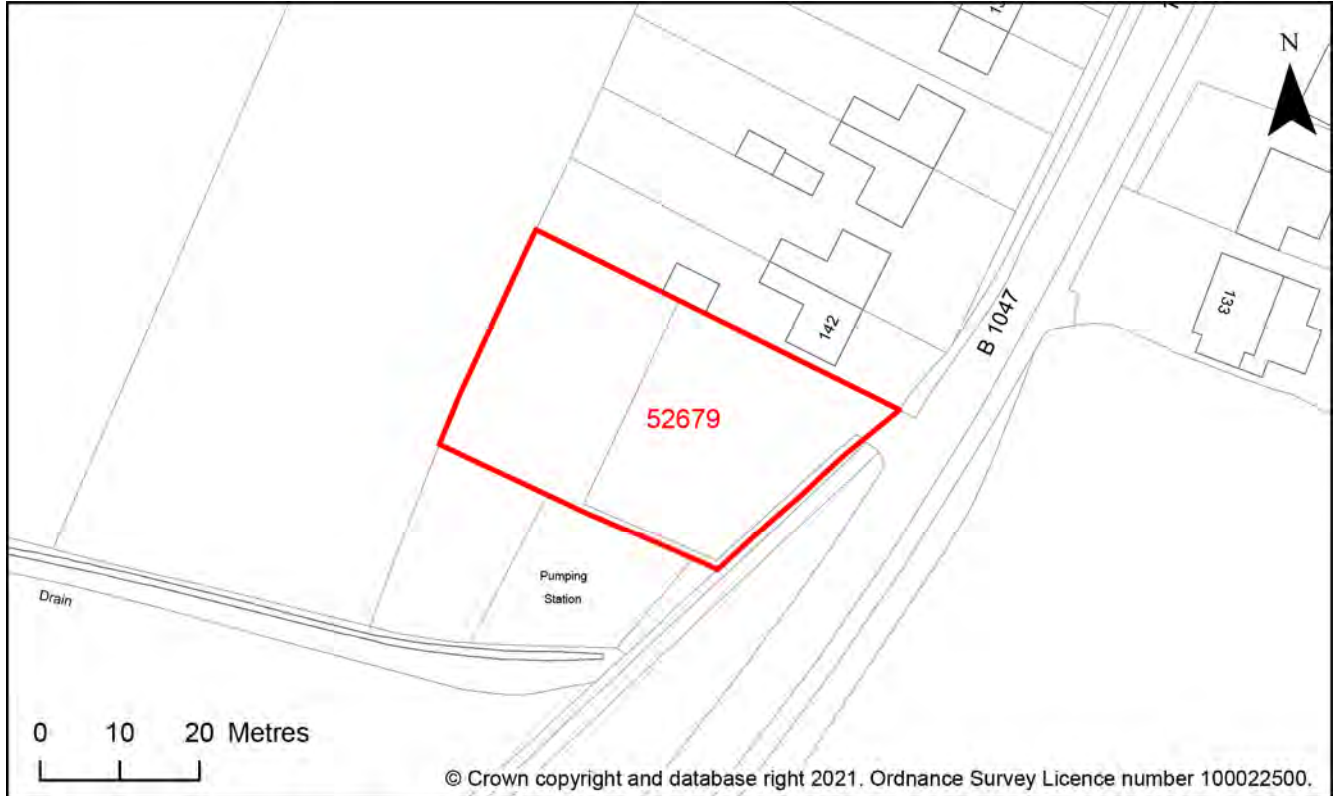 N
142
B 1047
133
52679
Pumping
Station
Drain
0 10 20 Metres
© Crown copyright and database right 2021. Ordnance Survey Licence number 100022500.